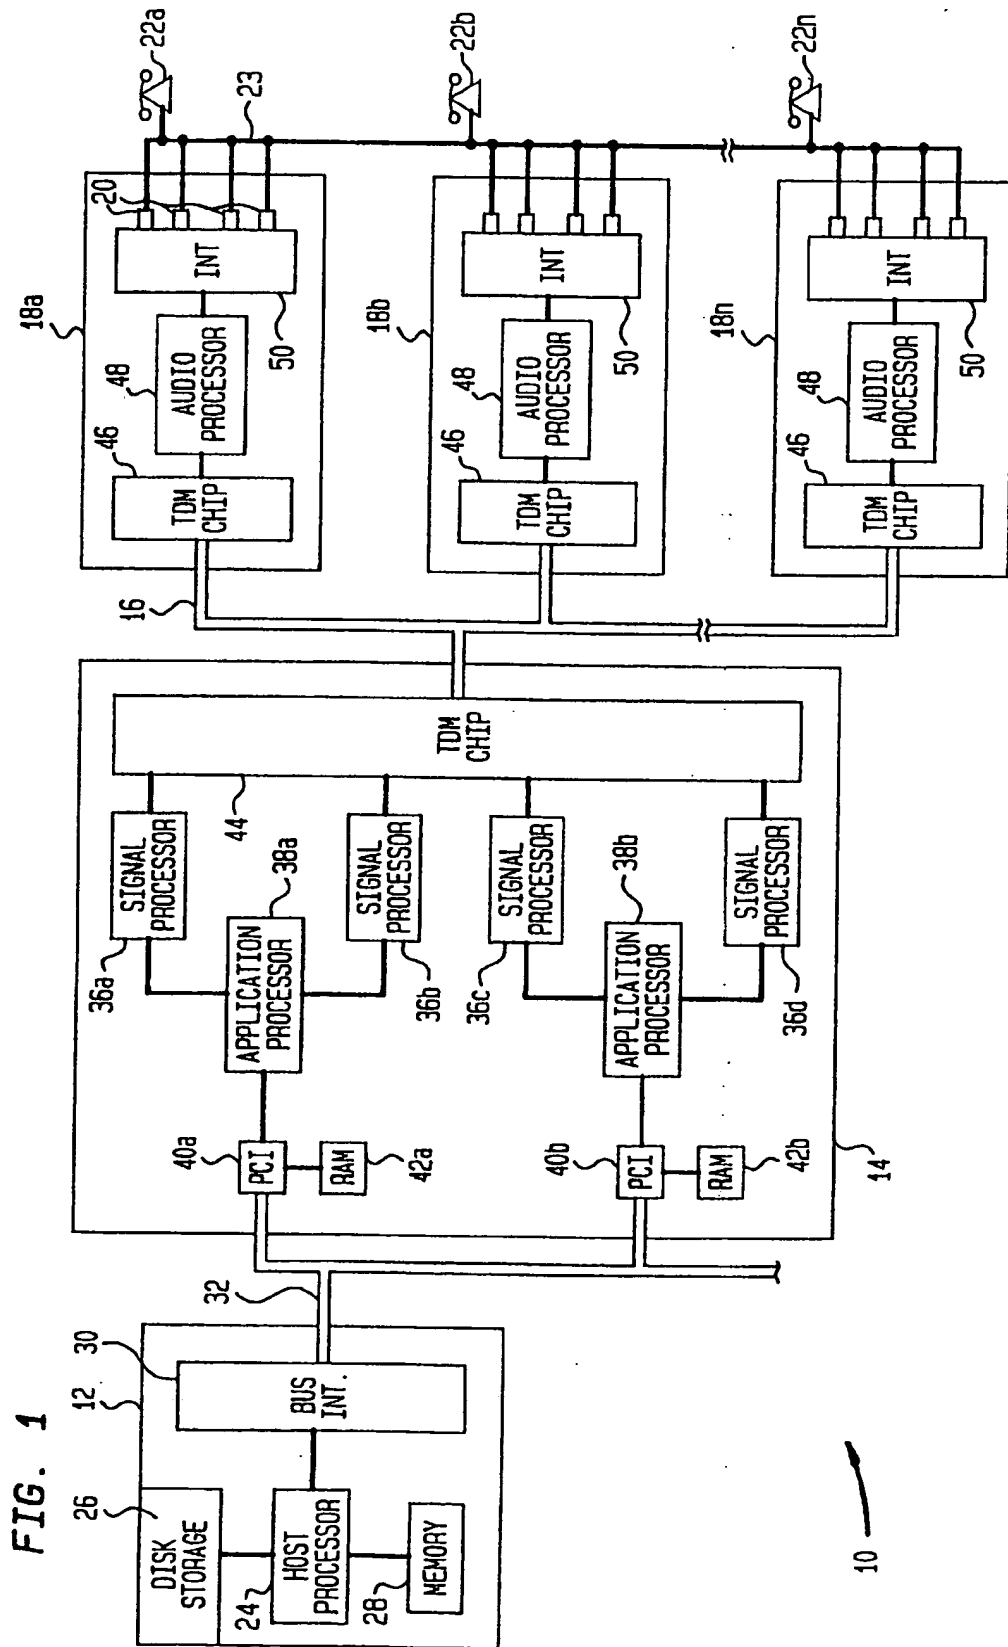 FIG. 1
10
12
26
DISK
STORAGE
24
HOST
PROCESSOR
28
MEMORY
30
BUS
INT.
32
14
40a
PCI
RAM
42a
40b
PCI
RAM
42b
APPLICATION
PROCESSOR
38a
APPLICATION
PROCESSOR
38b
36a
SIGNAL
PROCESSOR
SIGNAL
PROCESSOR
36b
36c
SIGNAL
PROCESSOR
SIGNAL
PROCESSOR
36d
44
TDM
CHIP
16
18a
46
TDM
CHIP
48
AUDIO
PROCESSOR
INT
50
20
22a
23
18b
46
TDM
CHIP
48
AUDIO
PROCESSOR
INT
50
22b
18n
46
TDM
CHIP
48
AUDIO
PROCESSOR
INT
50
22n